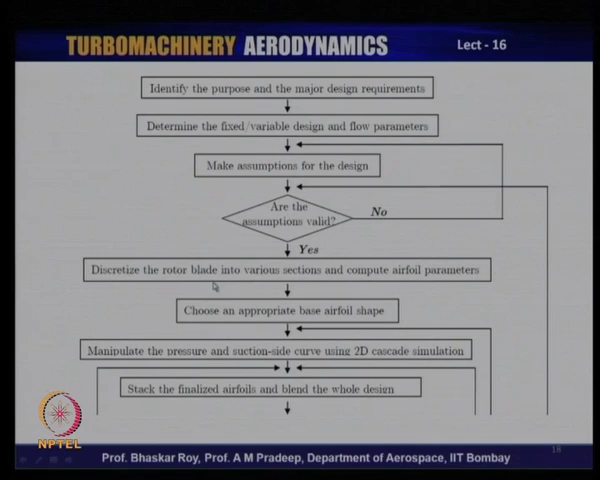 TURBOMACHINERY AERODYNAMICS
Lect - 16
Identify the purpose and the major design requirements
Determine the fixed/variable design and flow parameters
Make assumptions for the design
Are the
assumptions valid?
No
Yes
Discretize the rotor blade into various sections and compute airfoil parameters
Choose an appropriate base airfoil shape
Manipulate the pressure and suction-side curve using 2D cascade simulation
Stack the finalized airfoils and blend the whole design
NPTEL
18
Prof. Bhaskar Roy, Prof. A M Pradeep, Department of Aerospace, IIT Bombay